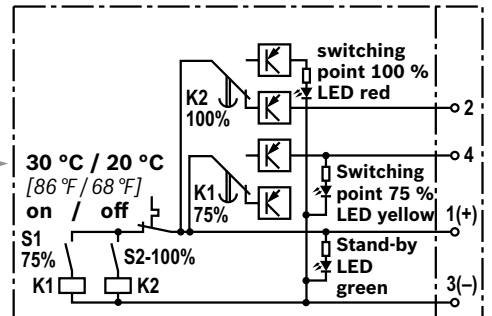 switching
point 100 %
LED red
K2
100%
2
4
30 °C / 20 °C
[86 °F / 68 °F]
on / off
K1
75%
Switching
point 75 %
LED yellow
1(+)
S1
75%
S2-100%
Stand-by
LED
green
K1
K2
3(–)